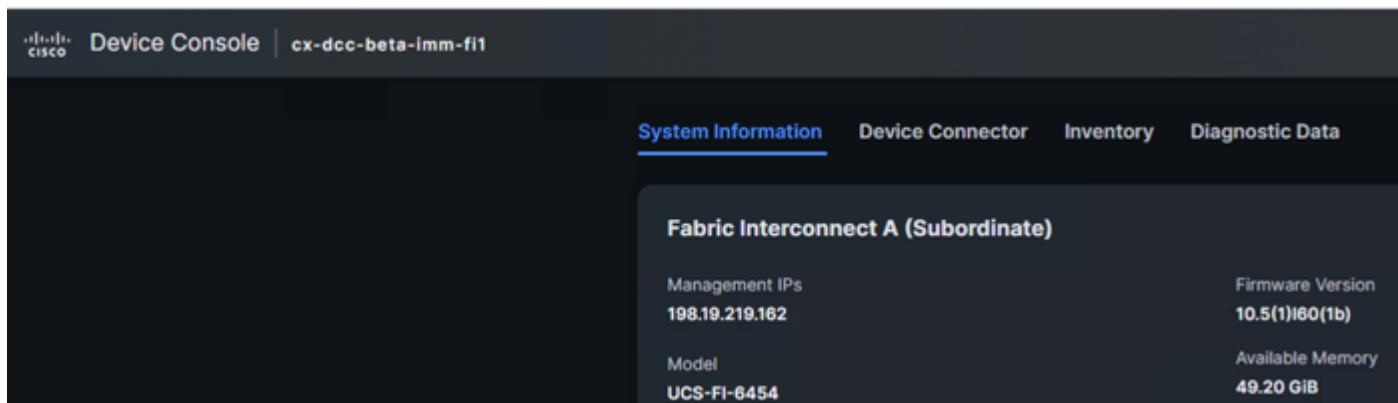 cisco Device Console cx-dcc-beta-imm-fi1
System Information Device Connector Inventory Diagnostic Data
Fabric Interconnect A (Subordinate)
Management IPs Firmware Version
198.19.219.162 10.5(1)I60(1b)
Model Available Memory
UCS-FI-6454 49.20 GiB